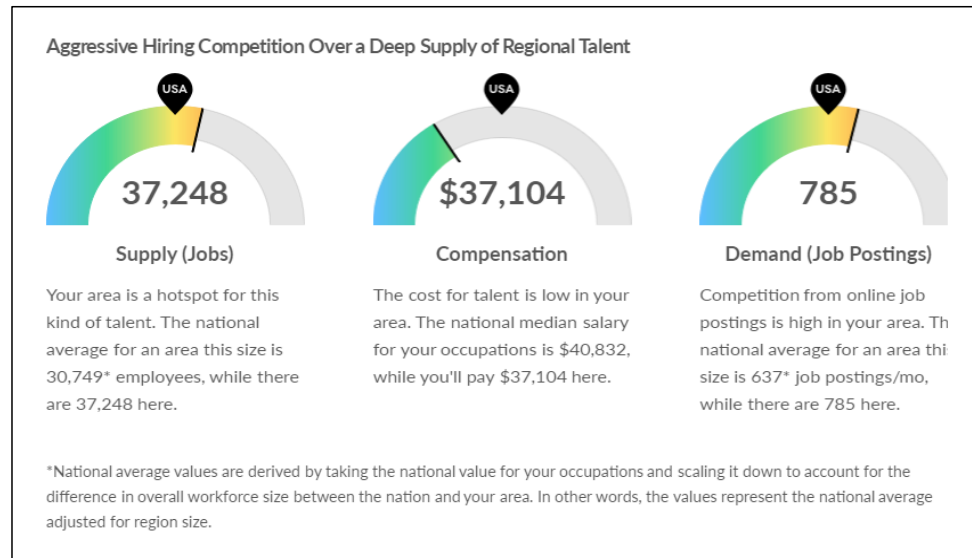 Aggressive Hiring Competition Over a Deep Supply of Regional Talent
USA
37,248
Supply (Jobs)
Your area is a hotspot for this
kind of talent. The national
average for an area this size is
30,749* employees, while there
are 37,248 here.
USA
$37,104
Compensation
The cost for talent is low in your
area. The national median salary
for your occupations is $40,832,
while you'll pay $37,104 here.
USA
785
Demand (Job Postings)
Competition from online job
postings is high in your area. Th
national average for an area thi
size is 637* job postings/mo,
while there are 785 here.
*National average values are derived by taking the national value for your occupations and scaling it down to account for the
difference in overall workforce size between the nation and your area. In other words, the values represent the national average
adjusted for region size.